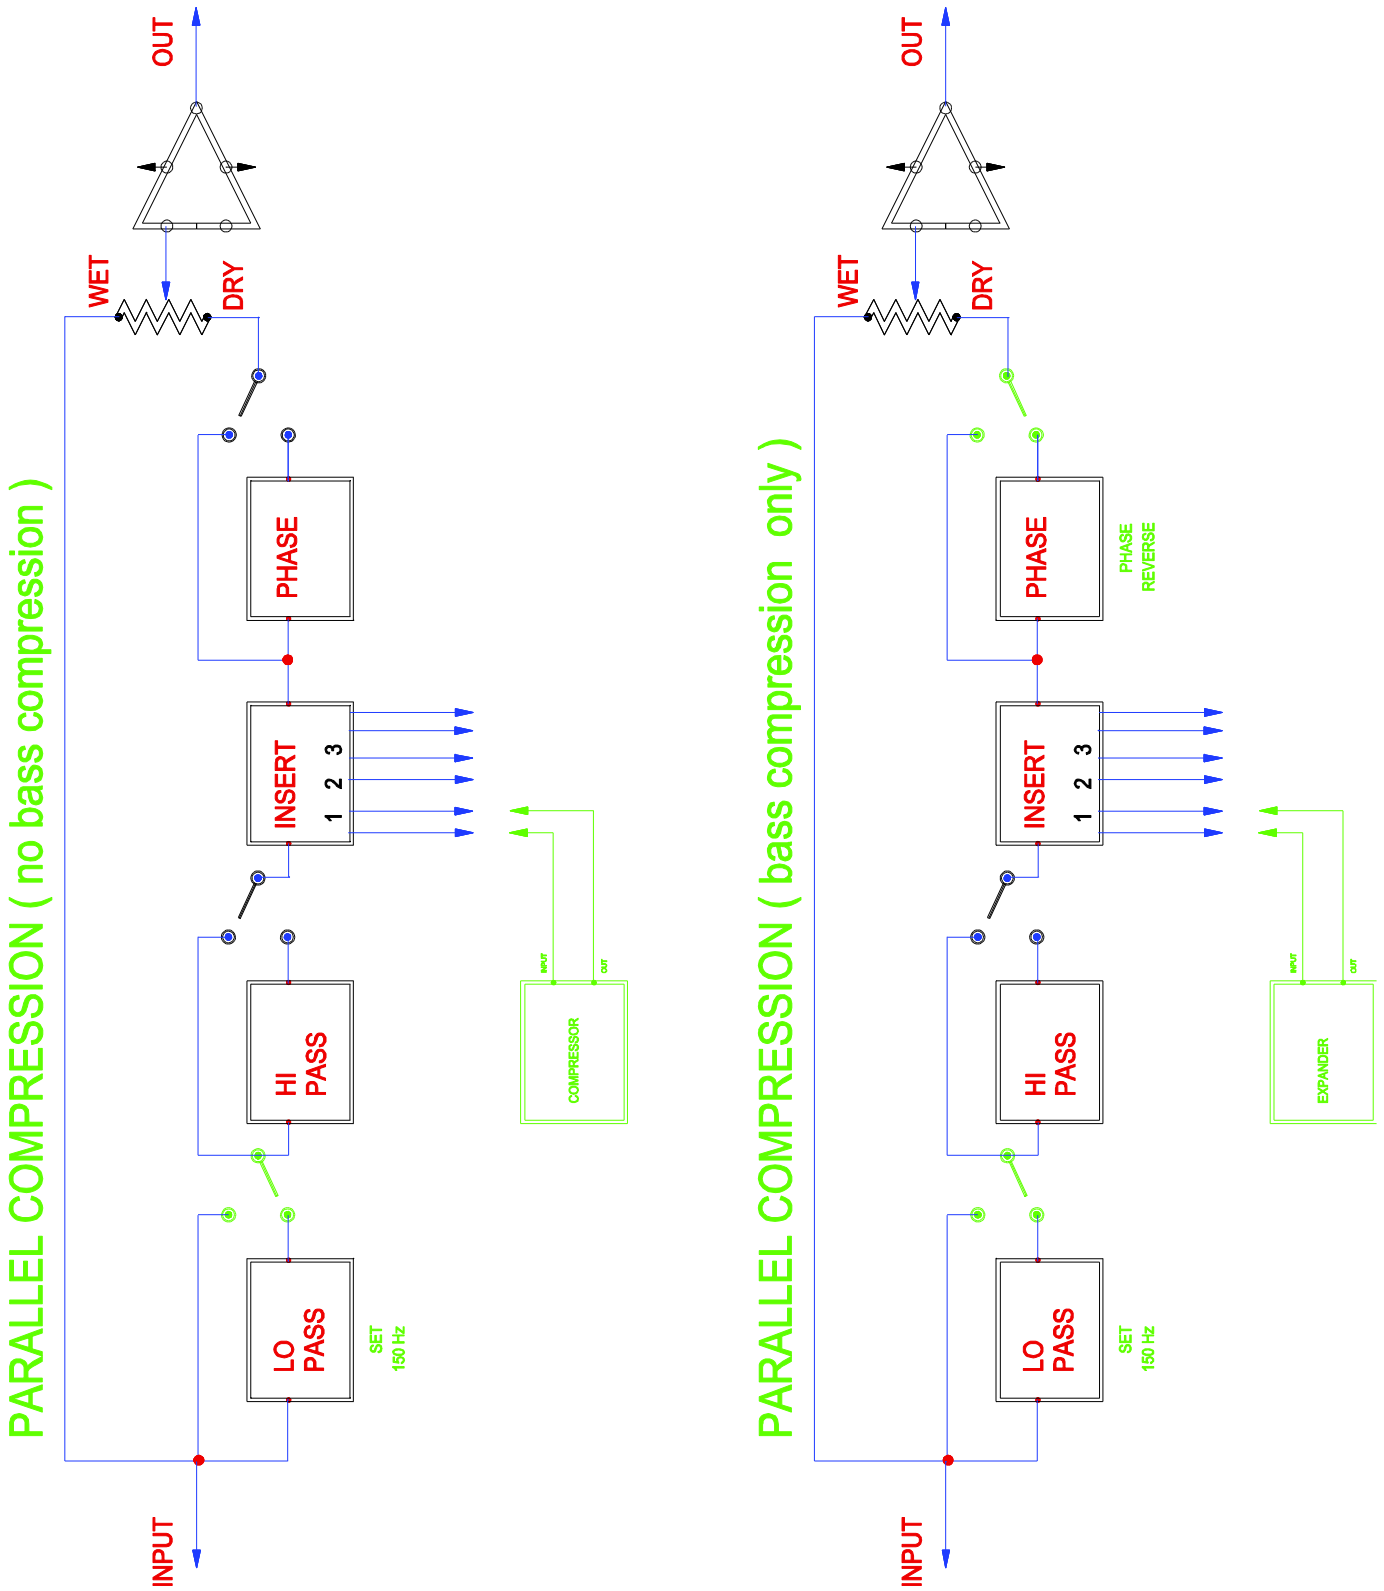 PARALLEL COMPRESSION ( no bass compression )
INPUT
LO
PASS
SET
150 Hz
HI
PASS
INSERT
1 2 3
PHASE
WET
DRY
OUT
COMPRESSOR
INPUT
OUT
PARALLEL COMPRESSION ( bass compression only )
INPUT
LO
PASS
SET
150 Hz
HI
PASS
INSERT
1 2 3
PHASE
PHASE
REVERSE
WET
DRY
OUT
EXPANDER
INPUT
OUT